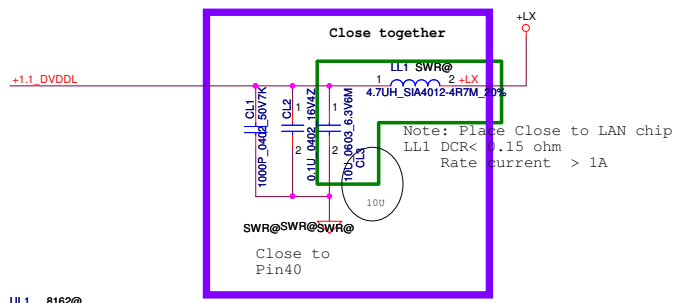 +LX
Close together
LL1 SWR@
+1.1_DVDDL
1 2 +LX
4.7UH_SIA4012-4R7M_20%
CL1
1000P_0402_50V7K
CL2
1
2
0.1U_0402_16V4Z
1
2
10U_0603_6.3V6M
CL3
Note: Place Close to LAN chip
LL1 DCR< 0.15 ohm
Rate current > 1A
10U
SWR@ SWR@ SWR@
Close to
Pin40
UL1 8162@